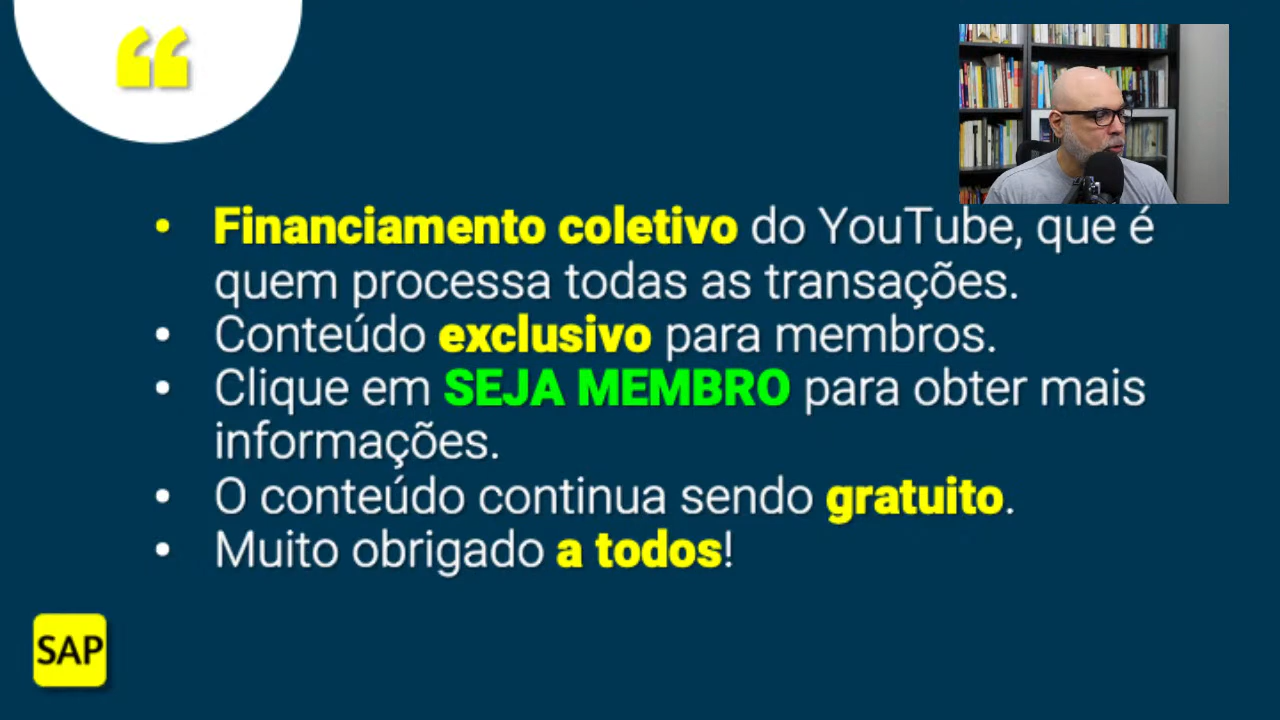 • Financiamento coletivo do YouTube, que é
quem processa todas as transações.
• Conteúdo exclusivo para membros.
• Clique em SEJA MEMBRO para obter mais
informações.
• O conteúdo continua sendo gratuito.
• Muito obrigado a todos!
SAP